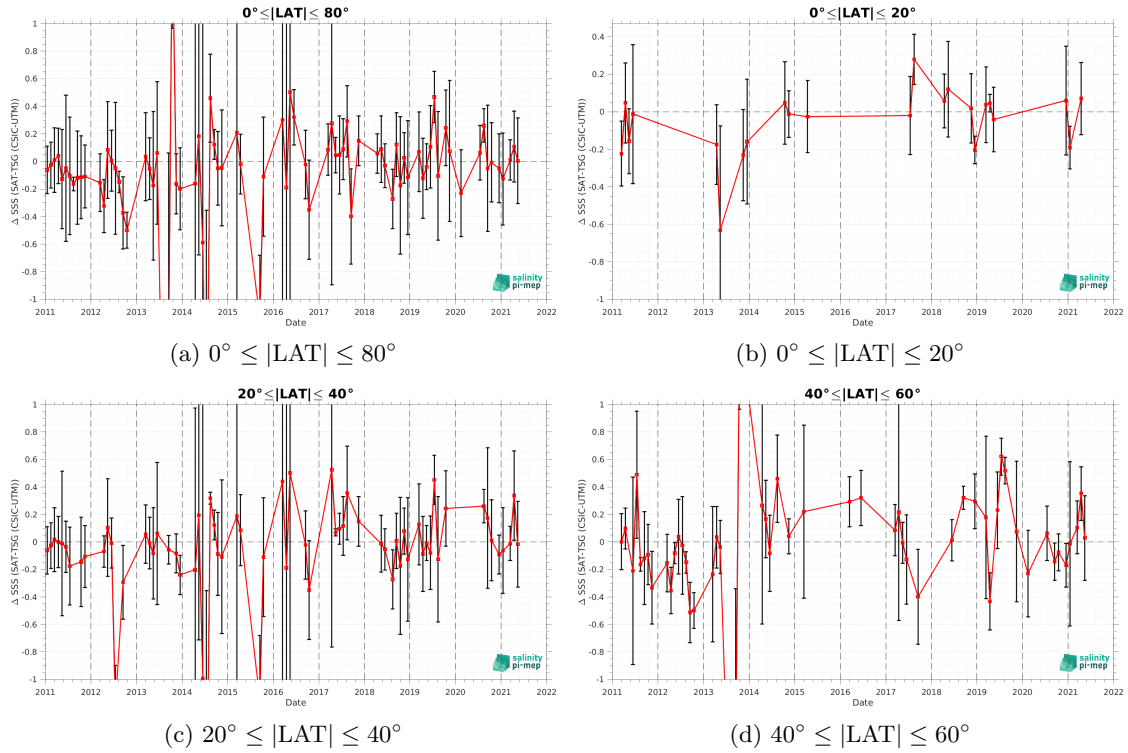 0°≤|LAT|≤ 80°
Δ SSS (SAT-TSG (CSIC-UTM))
1
0.8
0.6
0.4
0.2
0
-0.2
-0.4
-0.6
-0.8
-1
2011 2012 2013 2014 2015 2016 2017 2018 2019 2020 2021 2022
Date
salinity
pi-mep
(a) 0° ≤ |LAT| ≤ 80°
0°≤|LAT|≤ 20°
Δ SSS (SAT-TSG (CSIC-UTM))
0.4
0.2
0
-0.2
-0.4
-0.6
-0.8
-1
2011 2012 2013 2014 2015 2016 2017 2018 2019 2020 2021 2022
Date
salinity
pi-mep
(b) 0° ≤ |LAT| ≤ 20°
20°≤|LAT|≤ 40°
Δ SSS (SAT-TSG (CSIC-UTM))
1
0.8
0.6
0.4
0.2
0
-0.2
-0.4
-0.6
-0.8
-1
2011 2012 2013 2014 2015 2016 2017 2018 2019 2020 2021 2022
Date
salinity
pi-mep
(c) 20° ≤ |LAT| ≤ 40°
40°≤|LAT|≤ 60°
Δ SSS (SAT-TSG (CSIC-UTM))
1
0.8
0.6
0.4
0.2
0
-0.2
-0.4
-0.6
-0.8
-1
2011 2012 2013 2014 2015 2016 2017 2018 2019 2020 2021 2022
Date
salinity
pi-mep
(d) 40° ≤ |LAT| ≤ 60°